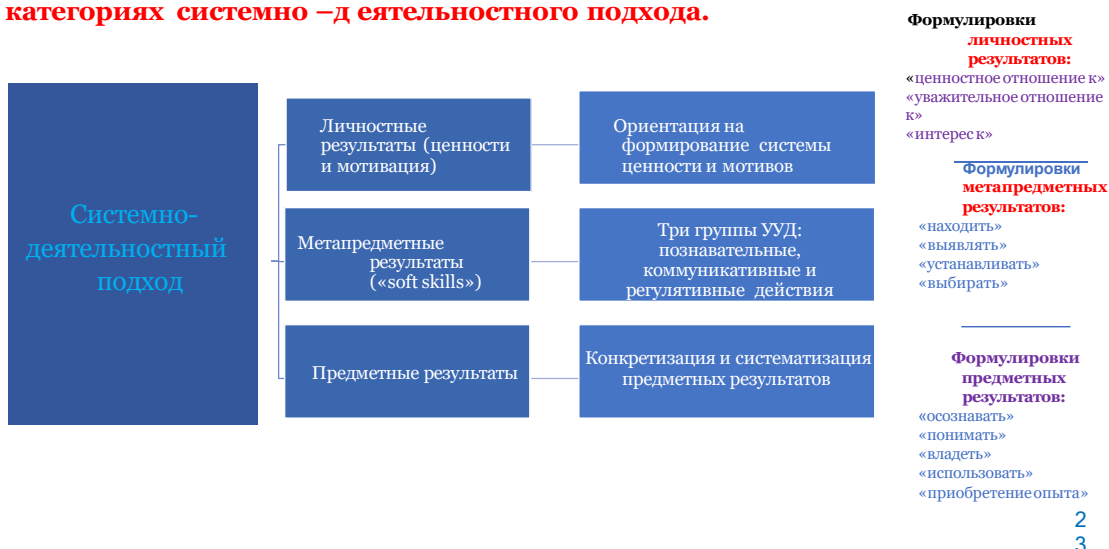 категориях системно –д еятельностного подхода.
Системно-
деятельностный
подход
Личностные
результаты (ценности
и мотивация)
Ориентация на
формирование системы
ценности и мотивов
Метапредметные
результаты
(«soft skills»)
Три группы УУД:
познавательные,
коммуникативные и
регулятивные действия
Предметные результаты
Конкретизация и систематизация
предметных результатов
Формулировки
личностных
результатов:
«ценностное отношение к»
«уважительное отношение
к»
«интерес к»
Формулировки
метапредметных
результатов:
«находить»
«выявлять»
«устанавливать»
«выбирать»
Формулировки
предметных
результатов:
«осознавать»
«понимать»
«владеть»
«использовать»
«приобретение опыта»
2
3